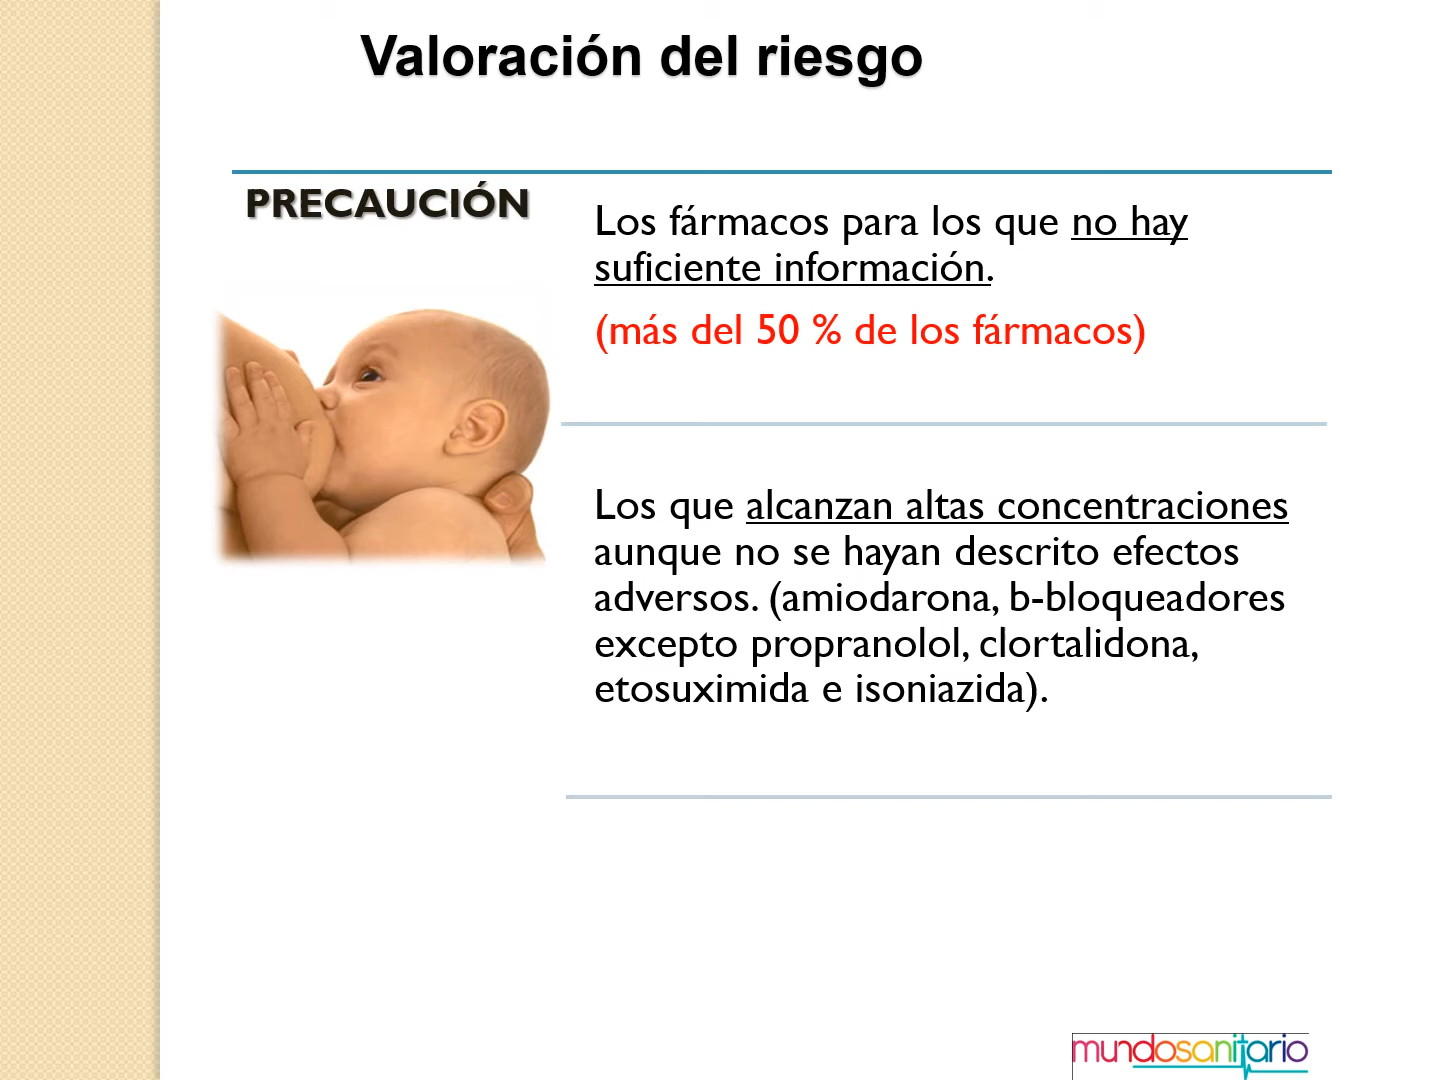 Valoración del riesgo
PRECAUCIÓN
Los fármacos para los que no hay
suficiente información.
(más del 50 % de los fármacos)
Los que alcanzan altas concentraciones
aunque no se hayan descrito efectos
adversos. (amiodarona, b-bloqueadores
excepto propranolol, clortalidona,
etosuximida e isoniazida).
mundosanitario